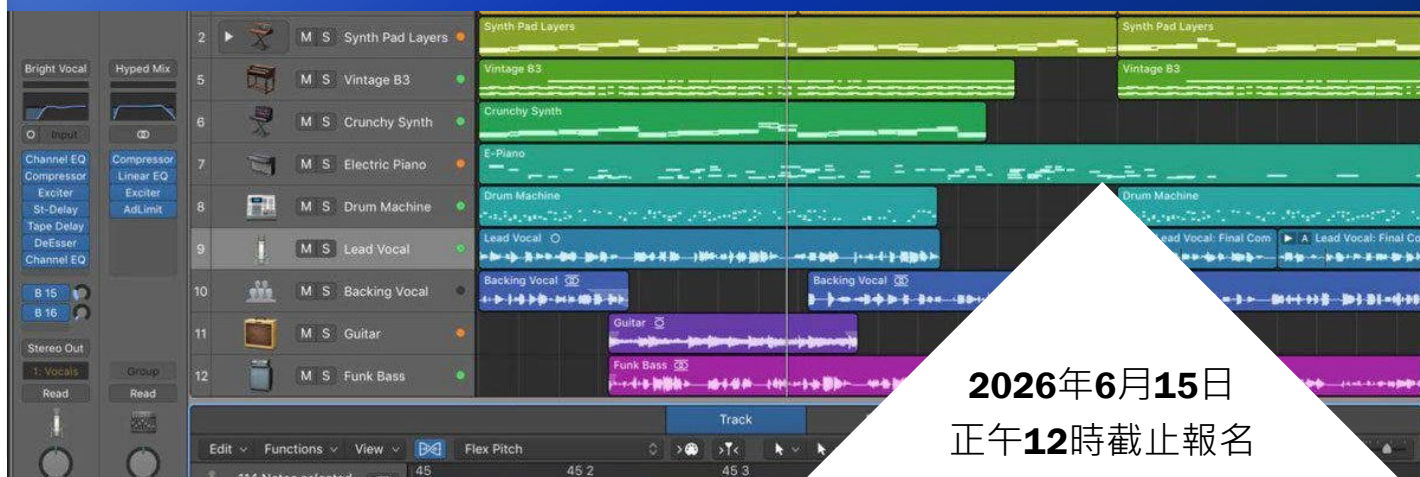 2 M S Synth Pad Layers
Synth Pad Layers Synth Pad Layers
Bright Vocal Hyped Mix
5 M S Vintage B3
Vintage B3 Vintage B3
Input
6 M S Crunchy Synth
Crunchy Synth
Channel EQ Compressor
Compressor Linear EQ
Exciter Exciter
St-Delay AdLimit
Tape Delay
DeEsser
Channel EQ
7 M S Electric Piano
E-Piano
8 M S Drum Machine
Drum Machine Drum Machine
9 M S Lead Vocal
Lead Vocal ead Vocal: Final Com A Lead Vocal: Final Co
B 15
B 16
10 M S Backing Vocal
Backing Vocal Backing Vocal
11 M S Guitar
Guitar
Stereo Out
1: Vocals Group
Read Read
12 M S Funk Bass
Funk Bass
Track
Edit Functions View Flex Pitch
45 45 2 45 3
2026年6月15日
正午12時截止報名